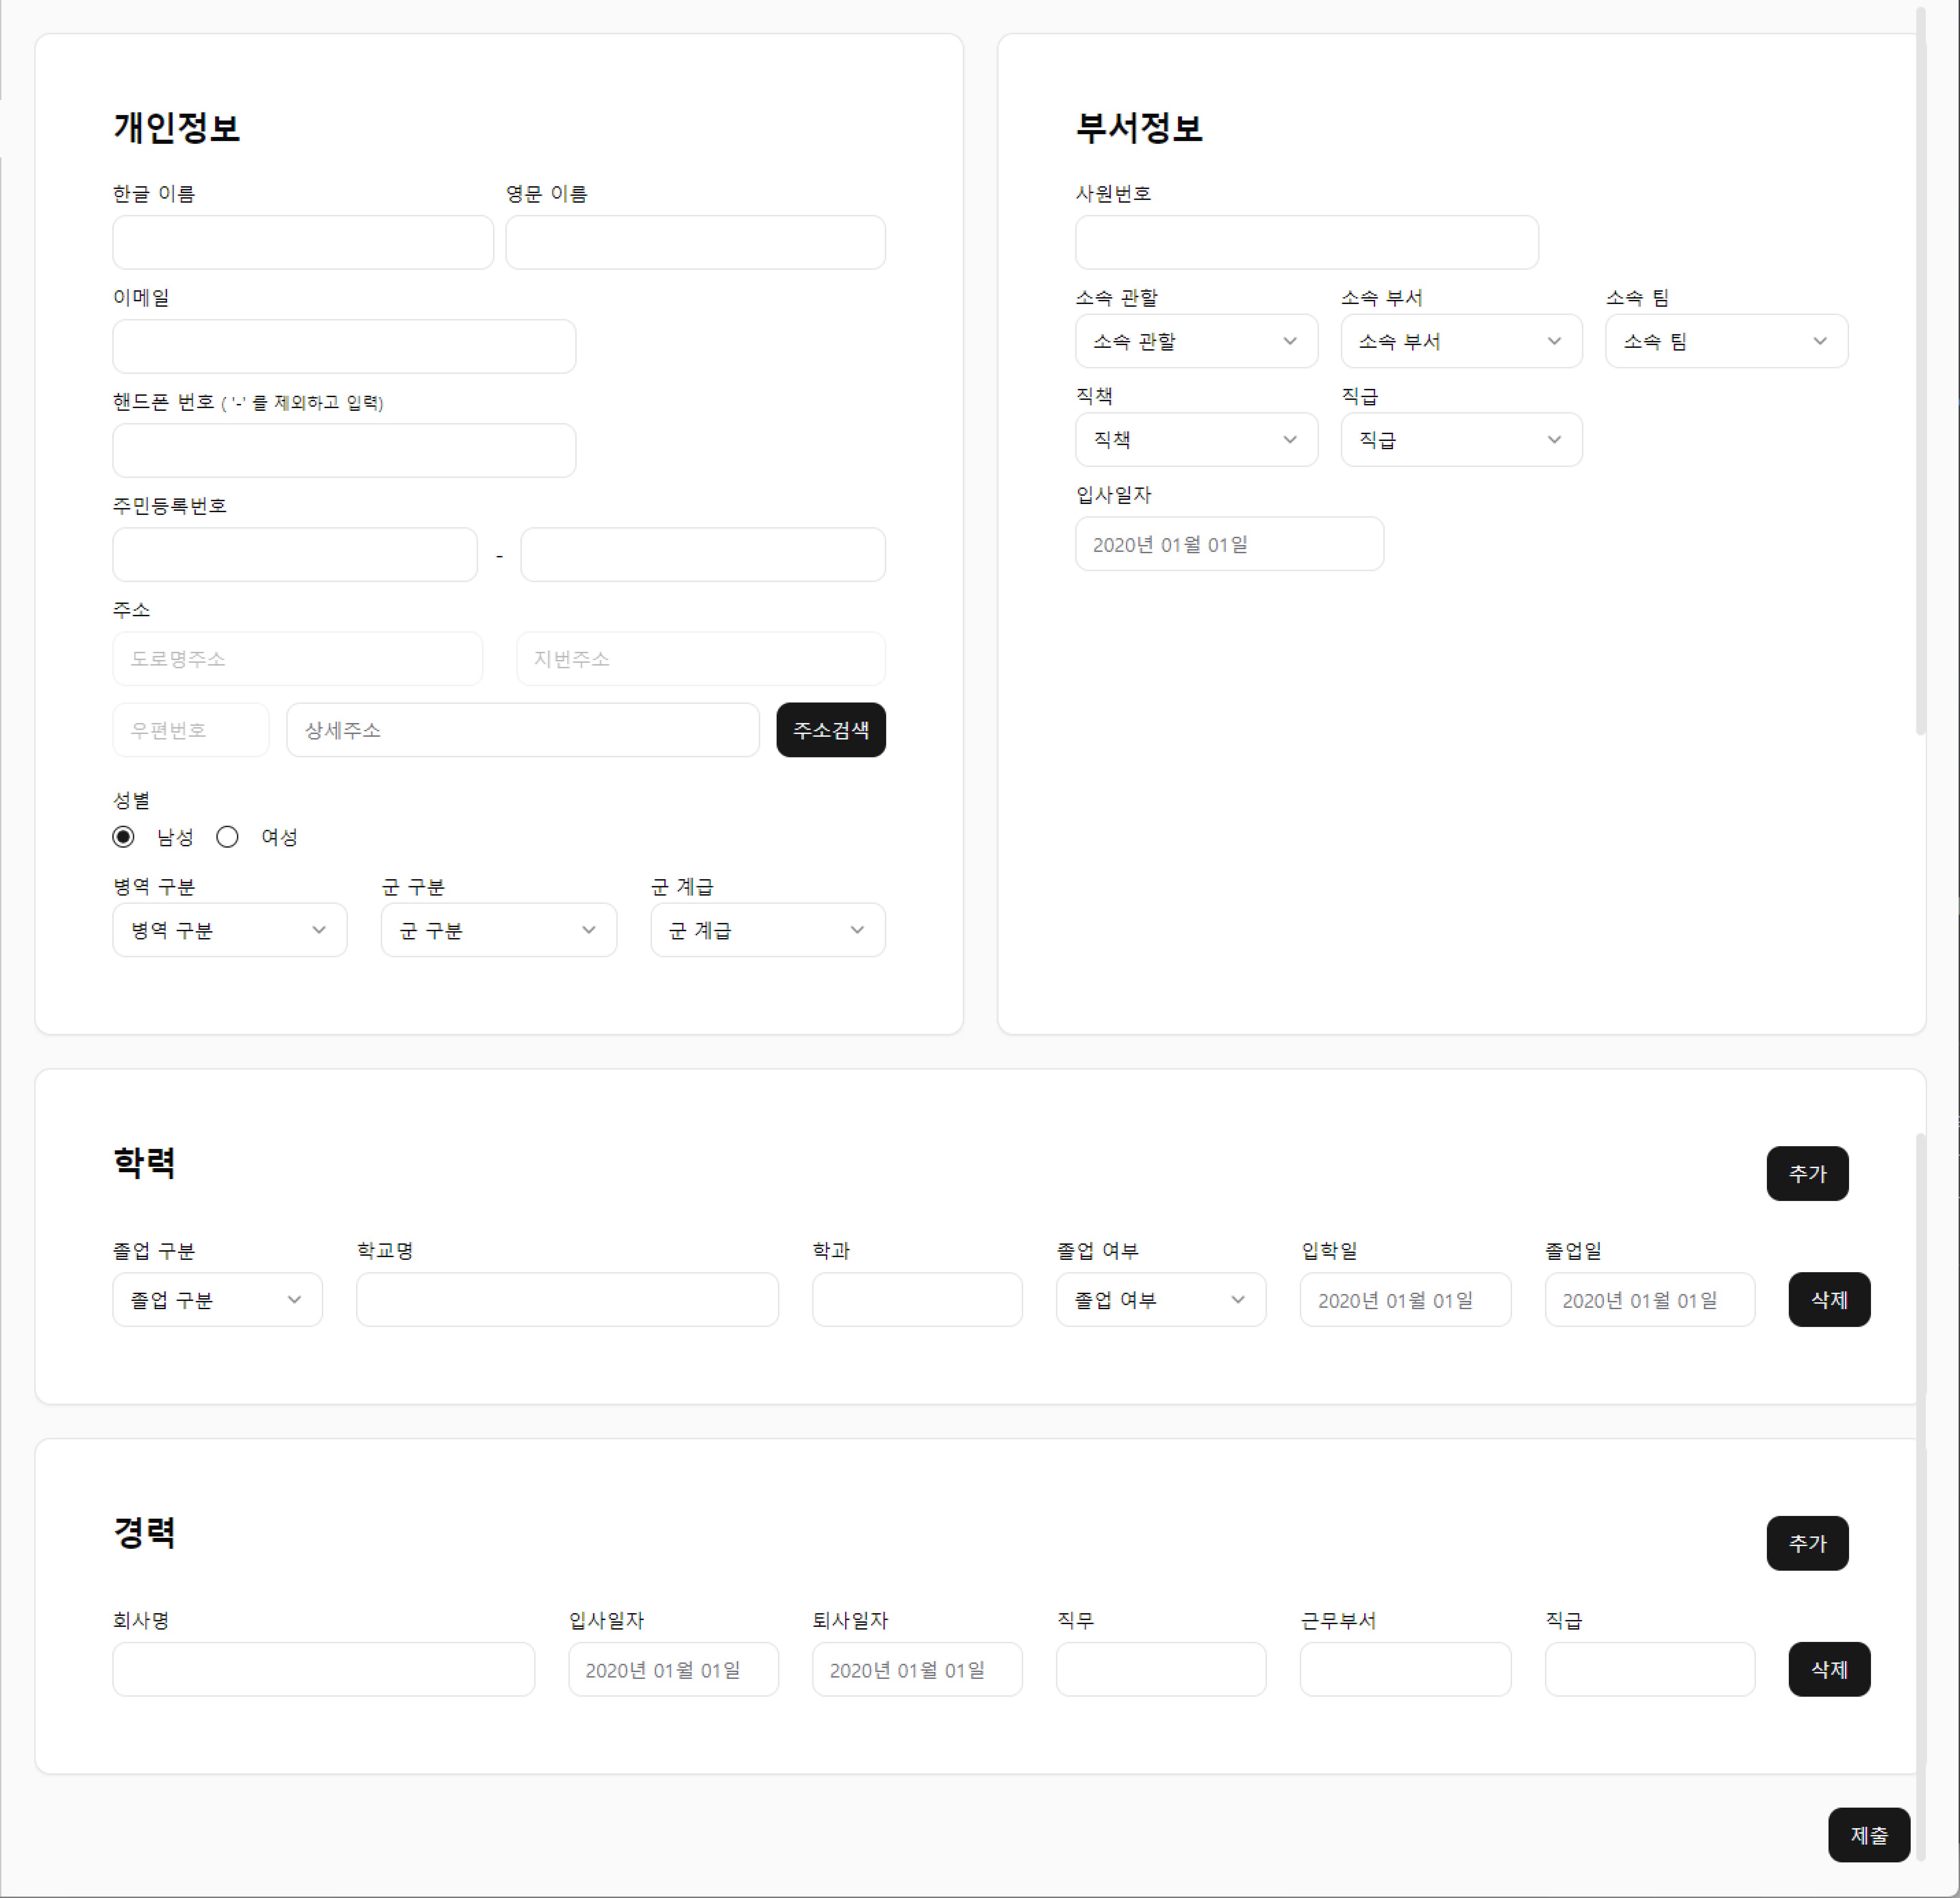 개인정보
한글 이름 영문 이름
이메일
핸드폰 번호 ( '-' 를 제외하고 입력)
주민등록번호
-
주소
도로명주소 지번주소
우편번호 상세주소 주소검색
성별
남성 여성
병역 구분 군 구분 군 계급
병역 구분 군 구분 군 계급
부서정보
사원번호
소속 관할 소속 부서 소속 팀
소속 관할 소속 부서 소속 팀
직책 직급
직책 직급
입사일자
2020년 01월 01일
학력 추가
졸업 구분 학교명 학과 졸업 여부 입학일 졸업일
졸업 구분 졸업 여부 2020년 01월 01일 2020년 01월 01일 삭제
경력 추가
회사명 입사일자 퇴사일자 직무 근무부서 직급
2020년 01월 01일 2020년 01월 01일 삭제
제출